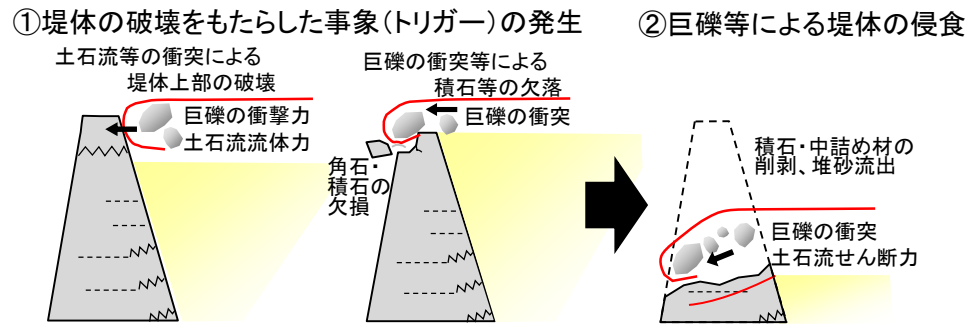 ①堤体の破壊をもたらした事象（トリガー）の発生
②巨礫等による堤体の侵食
土石流等の衝突による
堤体上部の破壊
巨礫の衝撃力
土石流流体力
巨礫の衝突等による
積石等の欠落
巨礫の衝突
角石・
積石の
欠損
積石・中詰め材の
削剥、堆砂流出
巨礫の衝突
土石流せん断力